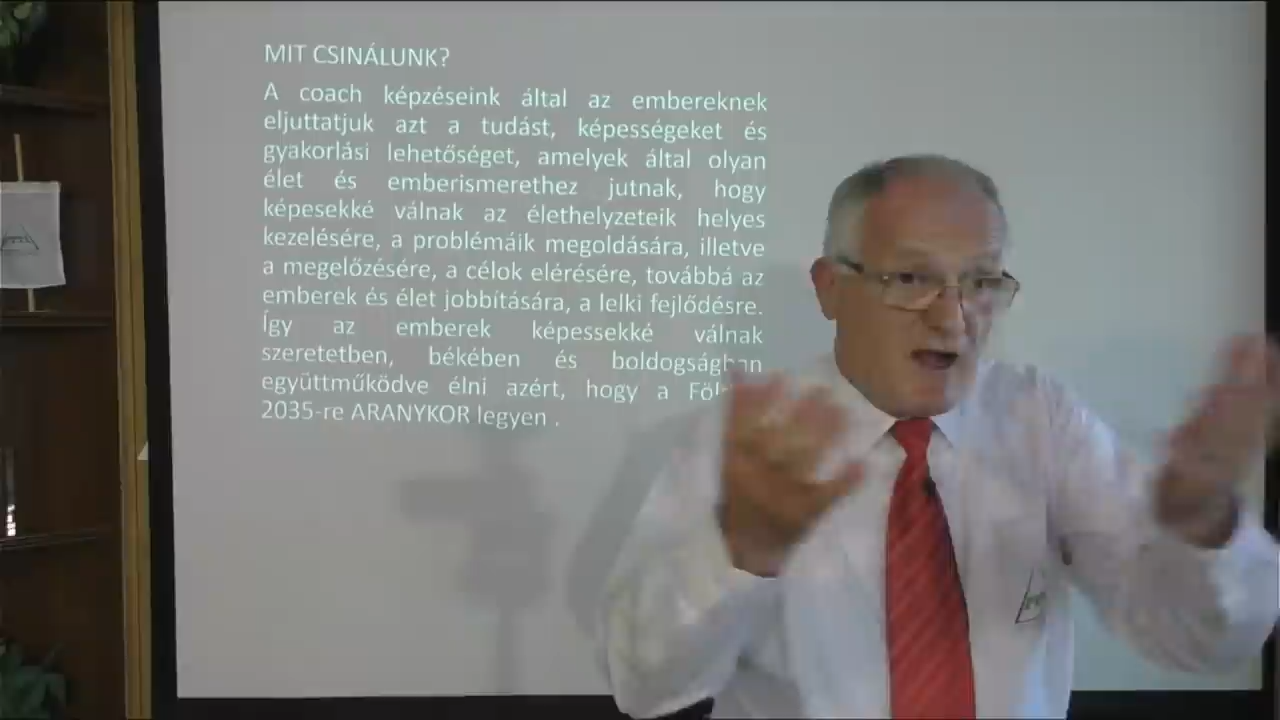 MIT CSINÁLUNK?
A coach képzéseink által az embereknek
eljuttatjuk azt a tudást, képességeket és
gyakorlási lehetőséget, amelyek által olyan
élet és emberismerethez jutnak, hogy
képesekké válnak az élethelyzeteik helyes
kezelésére, a problémáik megoldására, illetve
a megelőzésére, a célok elérésére, továbbá az
emberek és élet jobbítására, a lelki fejlődésre.
Így az emberek képessekké válnak
szeretetben, békében és boldogságban
együttműködve élni azért, hogy a
2035-re ARANYKOR legyen .